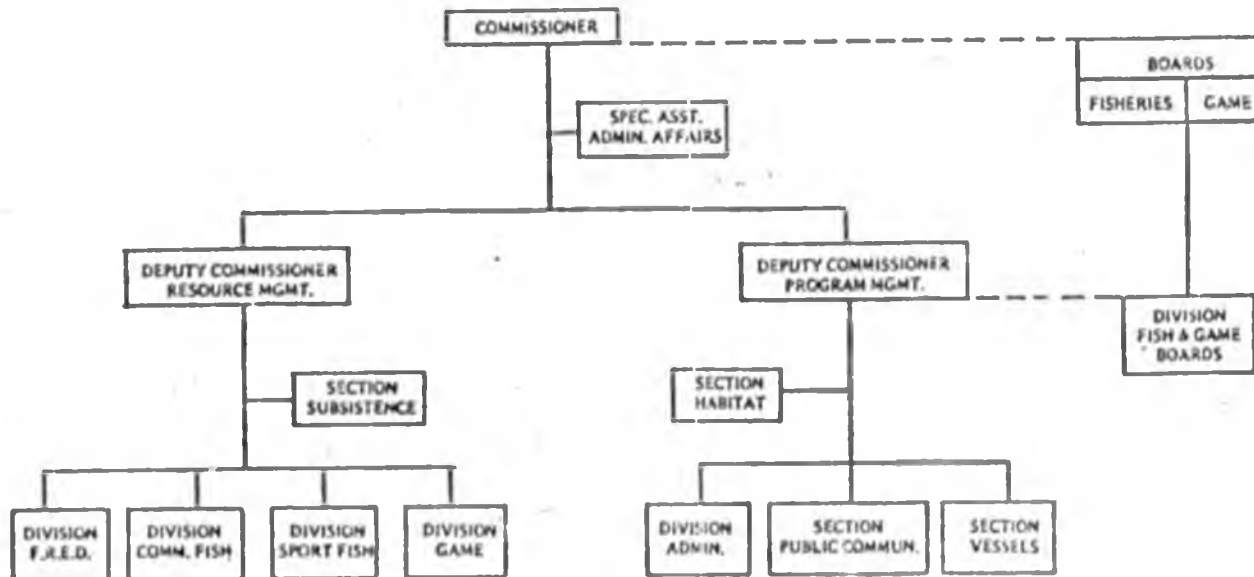 COMMISSIONER
BOARDS
FISHERIES
GAME
SPEC. ASST.
ADMIN. AFFAIRS
DEPUTY COMMISSIONER
RESOURCE MGMT.
DEPUTY COMMISSIONER
PROGRAM MGMT.
DIVISION
FISH & GAME
BOARDS
SECTION
SUBSISTENCE
SECTION
HABITAT
DIVISION
F.R.E.D.
DIVISION
COMM. FISH
DIVISION
SPORT FISH
DIVISION
GAME
DIVISION
ADMIN.
SECTION
PUBLIC COMMUN.
SECTION
VESSELS